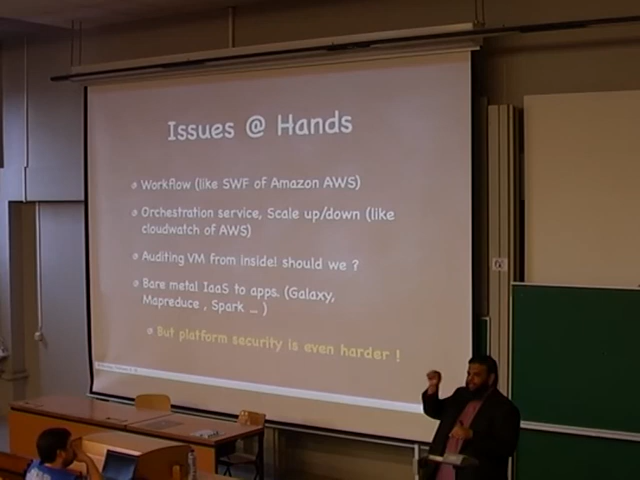 Issues @ Hands
Workflow (like SWF of Amazon AWS)
Orchestration service, Scale up/down (like
cloudwatch of AWS)
Auditing VM from inside! should we ?
Bare metal IaaS to apps. (Galaxy,
Mapreduce , Spark … )
But platform security is even harder !